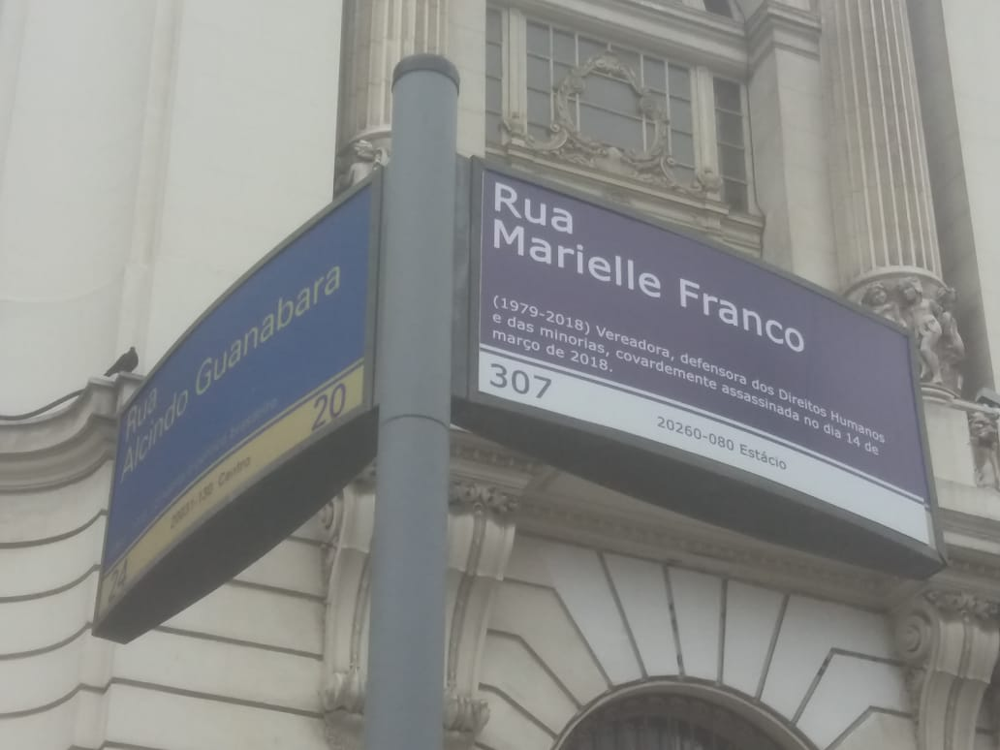 Rua
Alcindo Guanabara
20
20031-130 Centro
24
Rua
Marielle Franco
(1979-2018) Vereadora, defensora dos Direitos Humanos
e das minorias, covardemente assassinada no dia 14 de
março de 2018.
307
20260-080 Estácio